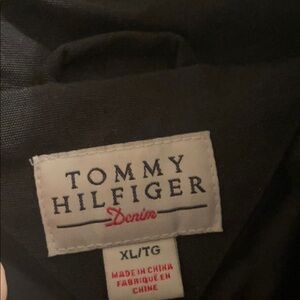 TOMMY
HILFIGER
Denim
XL/TG
MADE IN CHINA
FABRIQUÉ EN
CHINE